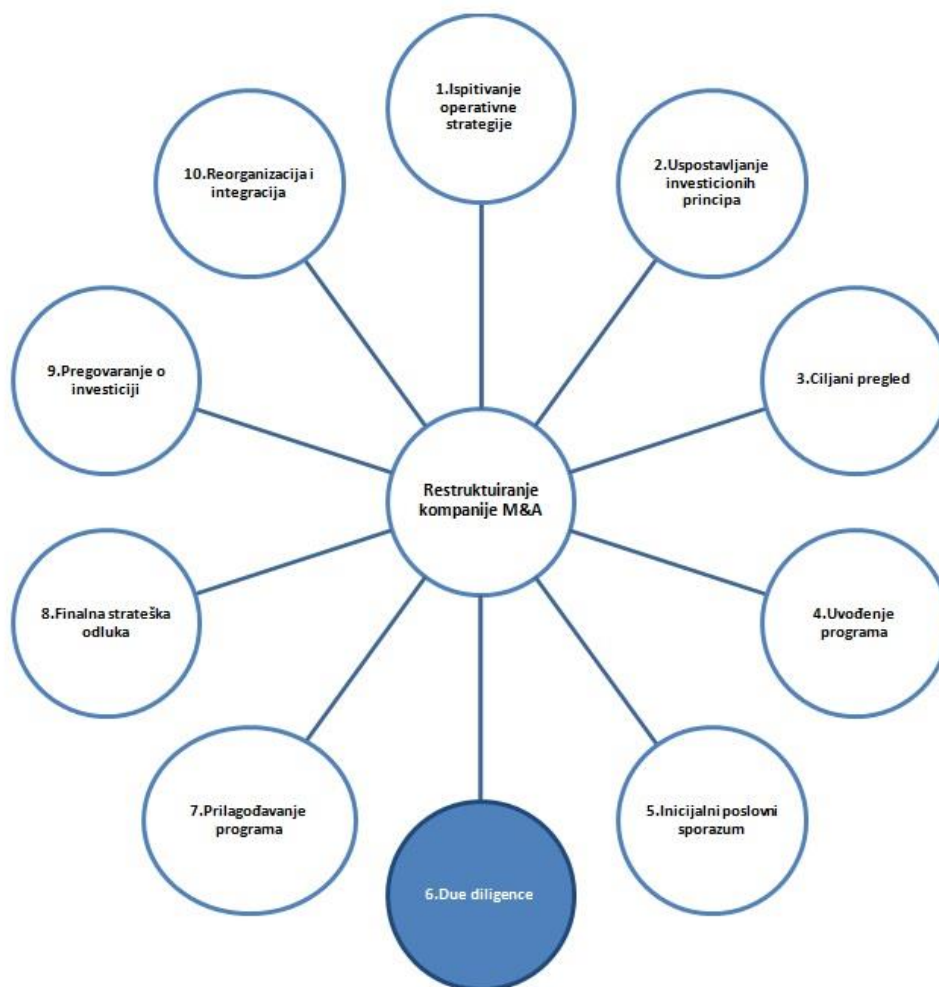 1.Ispitivanje
operativne
strategije
2.Uspostavljanje
investicionih
principa
3.Ciljani pregled
4.Uvođenje
programa
5.Inicijalni poslovni
sporazum
6.Due diligence
7.Prilagođavanje
programa
8.Finalna strateška
odluka
9.Pregovaranje o
investiciji
10.Reorganizacija i
integracija
Restruktuiranje
kompanije M&A